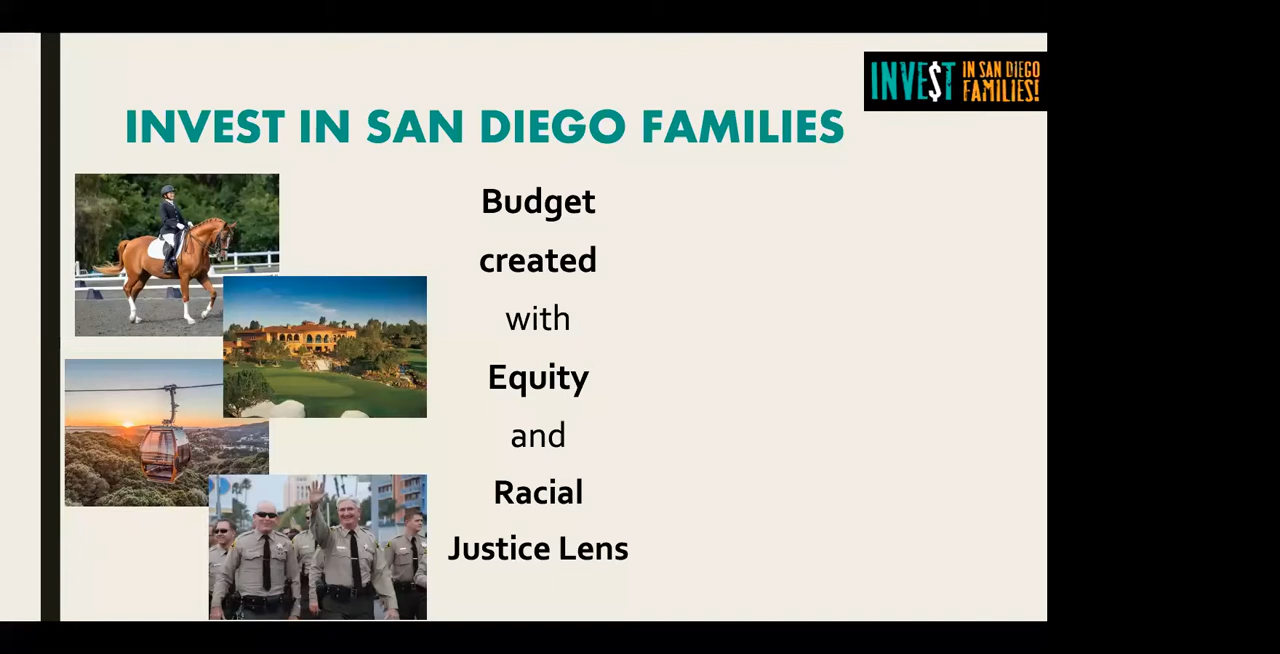 INVE$T IN SAN DIEGO
FAMILIES!
INVEST IN SAN DIEGO FAMILIES
Budget
created
with
Equity
and
Racial
Justice Lens